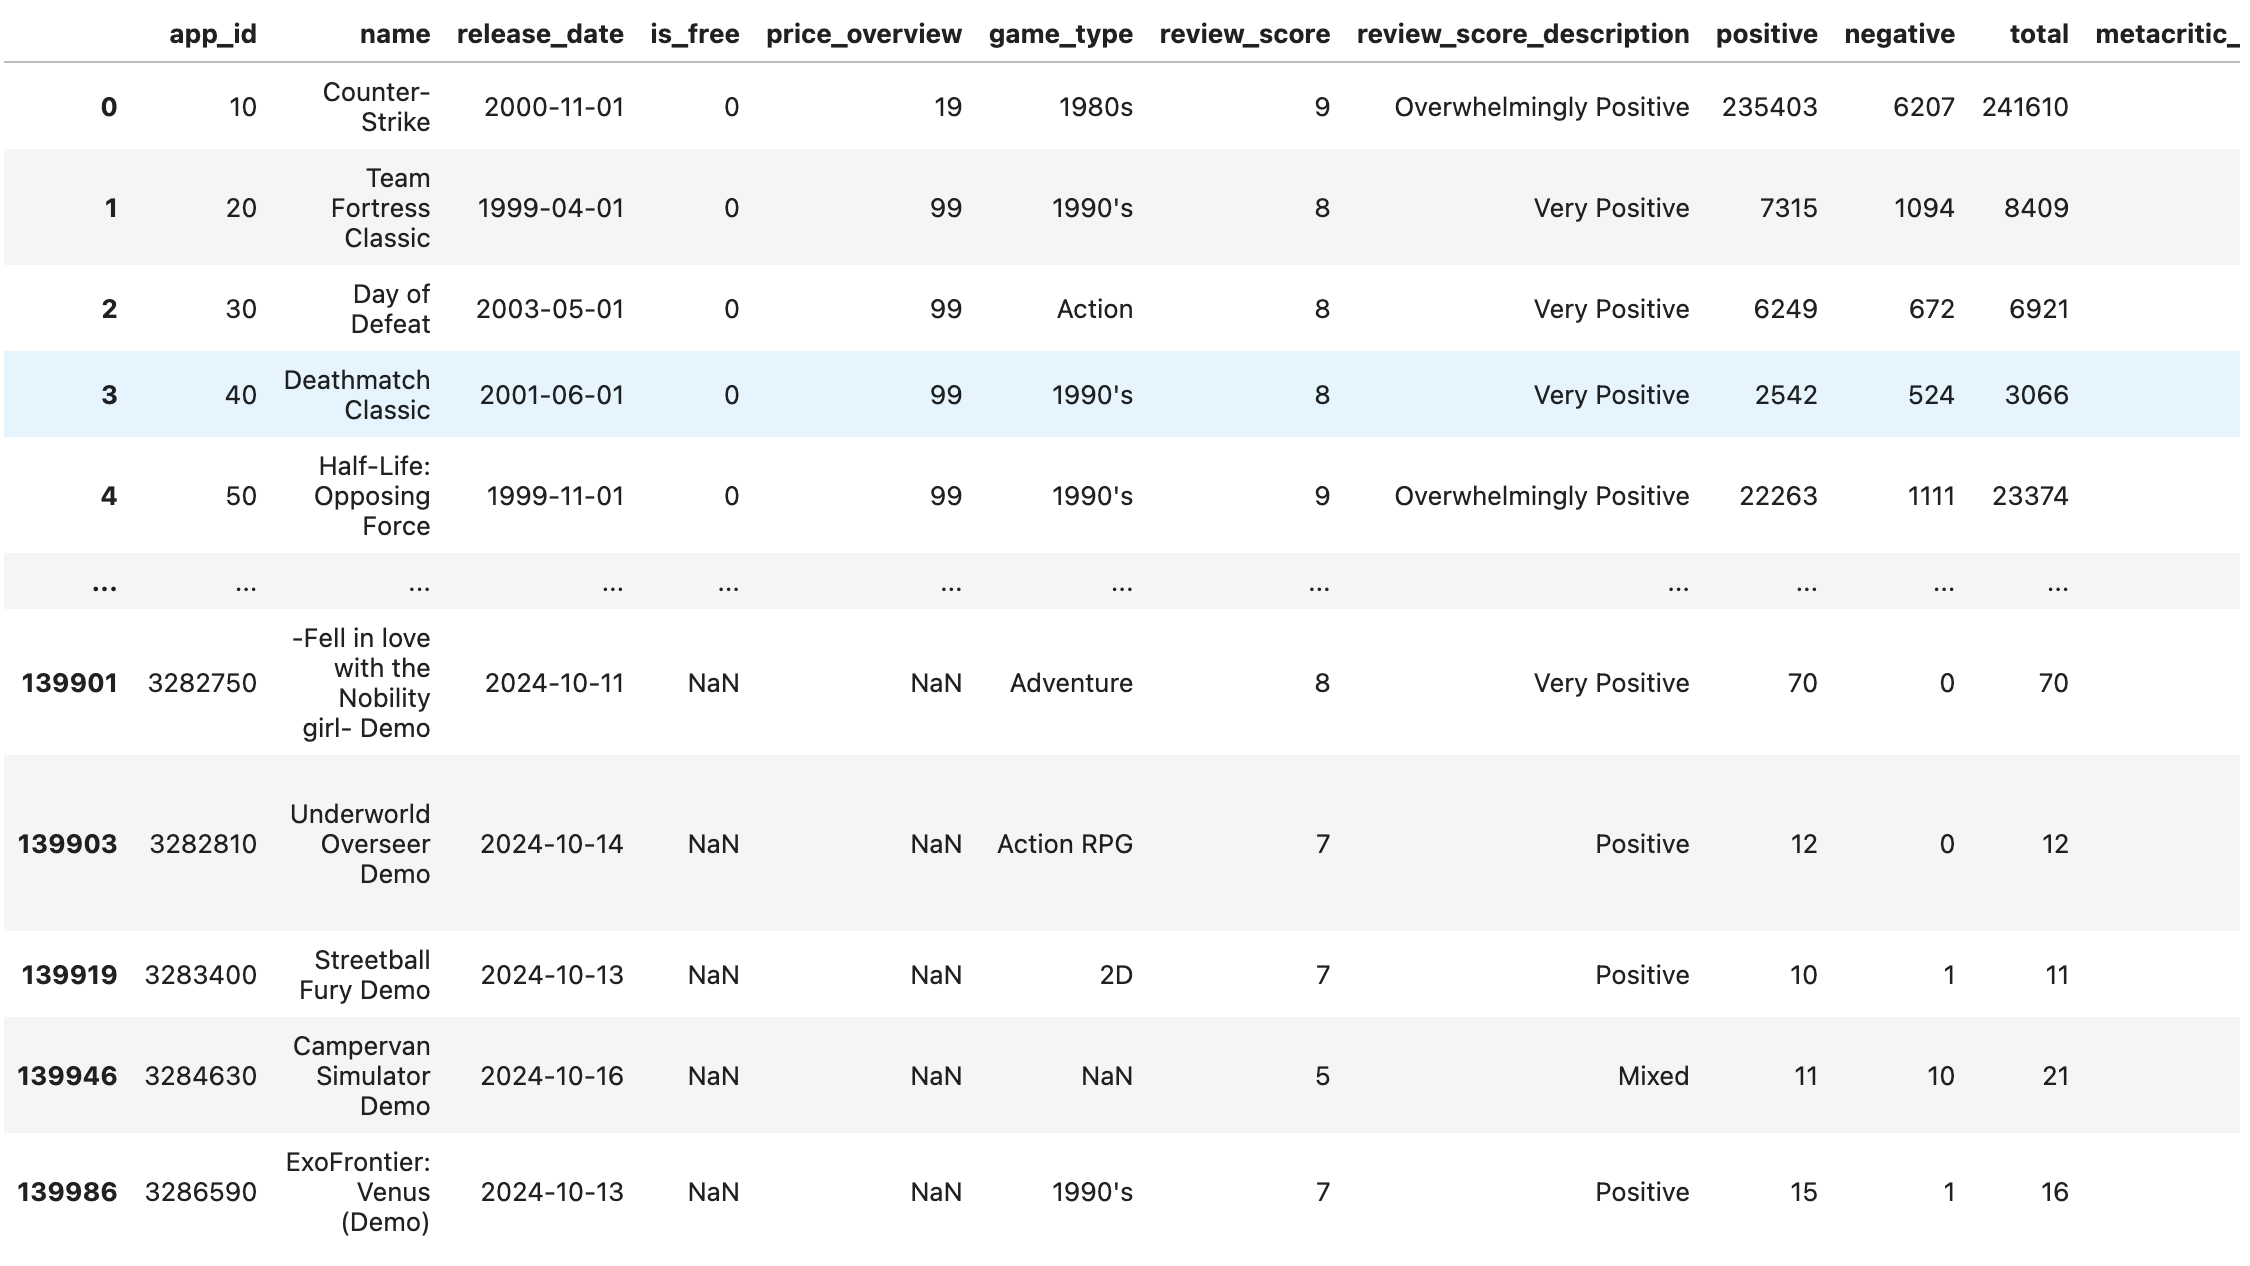 app_id name release_date is_free price_overview game_type review_score review_score_description positive negative total metacritic_
0 10 Counter-Strike 2000-11-01 0 19 1980s 9 Overwhelmingly Positive 235403 6207 241610
1 20 Team Fortress Classic 1999-04-01 0 99 1990's 8 Very Positive 7315 1094 8409
2 30 Day of Defeat 2003-05-01 0 99 Action 8 Very Positive 6249 672 6921
3 40 Deathmatch Classic 2001-06-01 0 99 1990's 8 Very Positive 2542 524 3066
4 50 Half-Life: Opposing Force 1999-11-01 0 99 1990's 9 Overwhelmingly Positive 22263 1111 23374
... ... ... ... ... ... ... ... ... ... ... ...
139901 3282750 -Fell in love with the Nobility girl- Demo 2024-10-11 NaN NaN Adventure 8 Very Positive 70 0 70
139903 3282810 Underworld Overseer Demo 2024-10-14 NaN NaN Action RPG 7 Positive 12 0 12
139919 3283400 Streetball Fury Demo 2024-10-13 NaN NaN 2D 7 Positive 10 1 11
139946 3284630 Campervan Simulator Demo 2024-10-16 NaN NaN NaN 5 Mixed 11 10 21
139986 3286590 ExoFrontier: Venus (Demo) 2024-10-13 NaN NaN 1990's 7 Positive 15 1 16